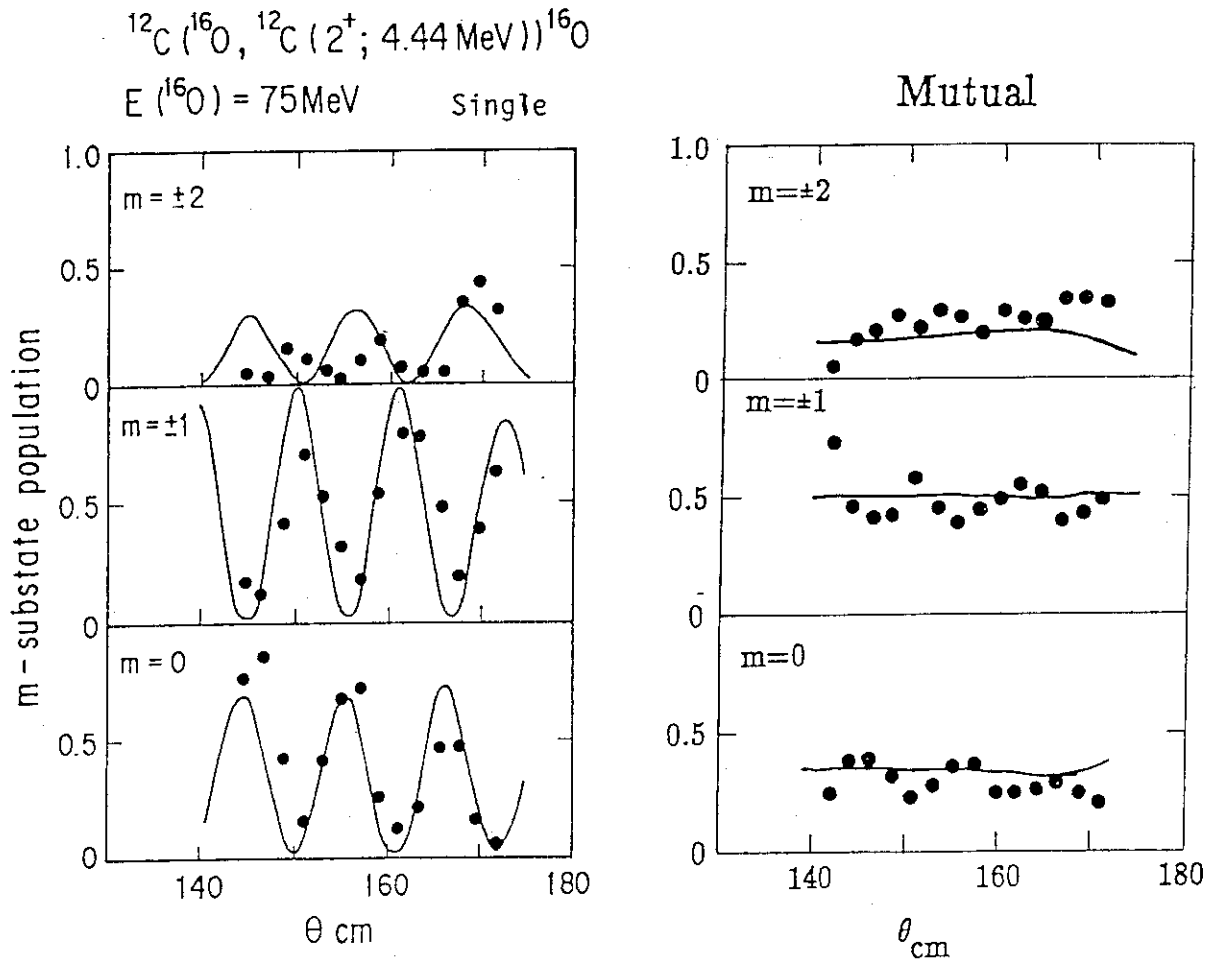 ¹²C (¹⁶O, ¹²C (2⁺; 4.44 MeV))¹⁶O
E (¹⁶O) = 75 MeV Single
Mutual
m-substate population
1.0
m = ±2
0.5
0
m = ±1
0.5
0
m = 0
0.5
0
140 160 180
θ cm
1.0
m=±2
0.5
0
m=±1
0.5
0
m=0
0.5
0
140 160 180
θcm